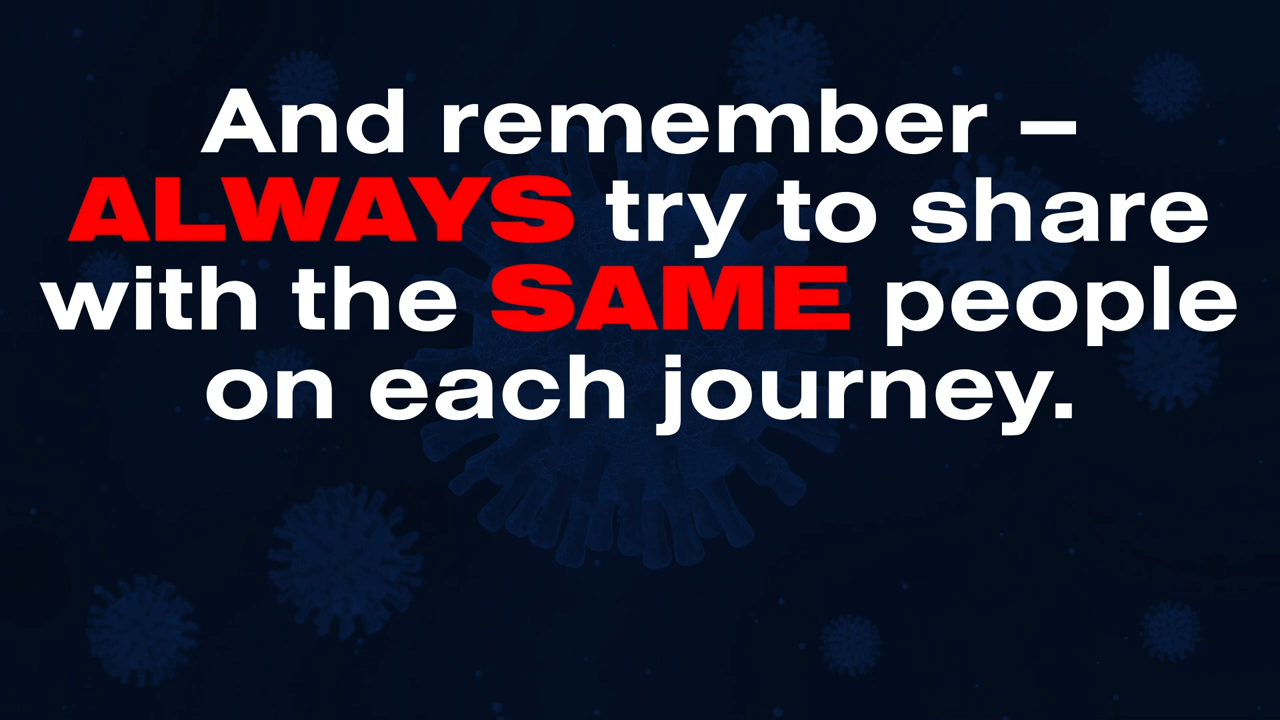 And remember –
ALWAYS try to share
with the SAME people
on each journey.